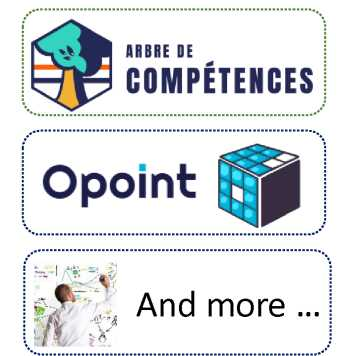 ARBRE DE
COMPÉTENCES
Opoint
And more ...